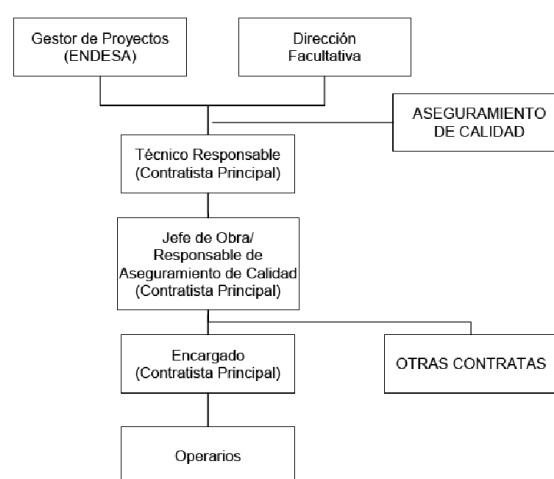 Gestor de Proyectos
(ENDESA)
Dirección
Facultativa
ASEGURAMIENTO
DE CALIDAD
Técnico Responsable
(Contratista Principal)
Jefe de Obra/
Responsable de
Aseguramiento de Calidad
(Contratista Principal)
Encargado
(Contratista Principal)
OTRAS CONTRATAS
Operarios